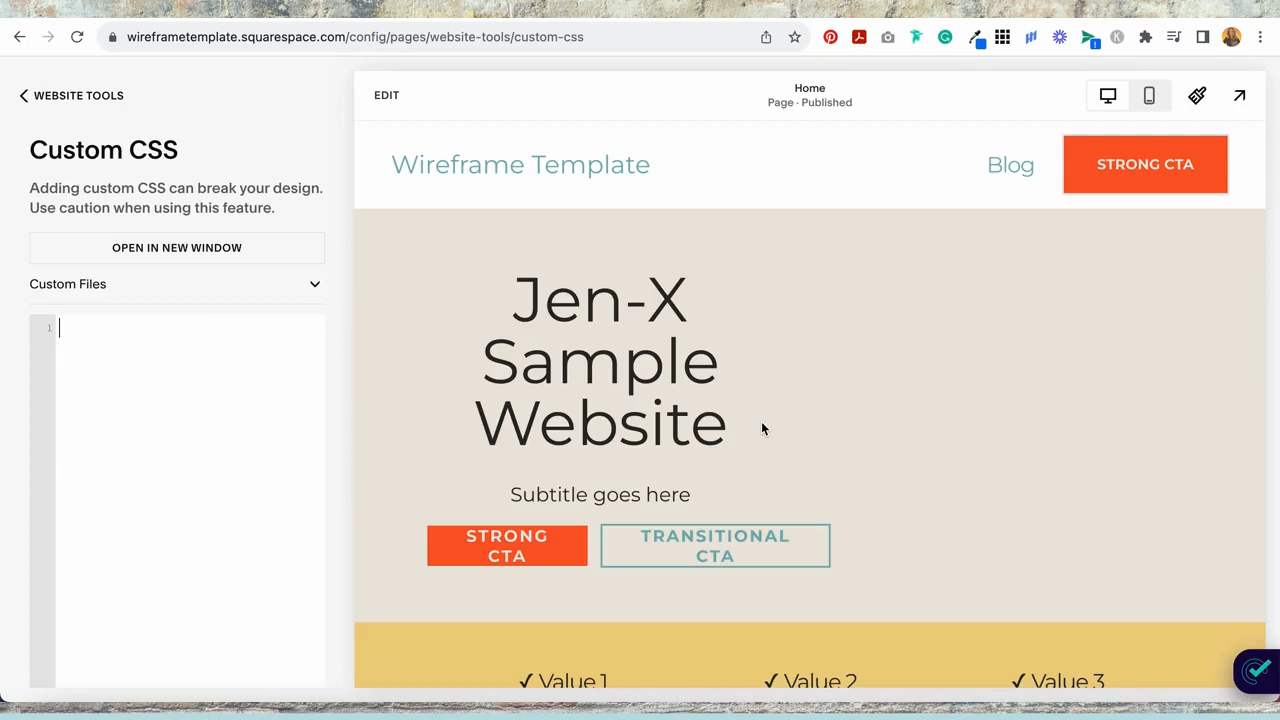 wireframetemplate.squarespace.com/config/pages/website-tools/custom-css
WEBSITE TOOLS
Custom CSS
Adding custom CSS can break your design.
Use caution when using this feature.
OPEN IN NEW WINDOW
Custom Files
1
EDIT
Home
Page · Published
Wireframe Template
Blog
STRONG CTA
Jen-X
Sample
Website
Subtitle goes here
STRONG
CTA
TRANSITIONAL
CTA
✓ Value 1
✓ Value 2
✓ Value 3